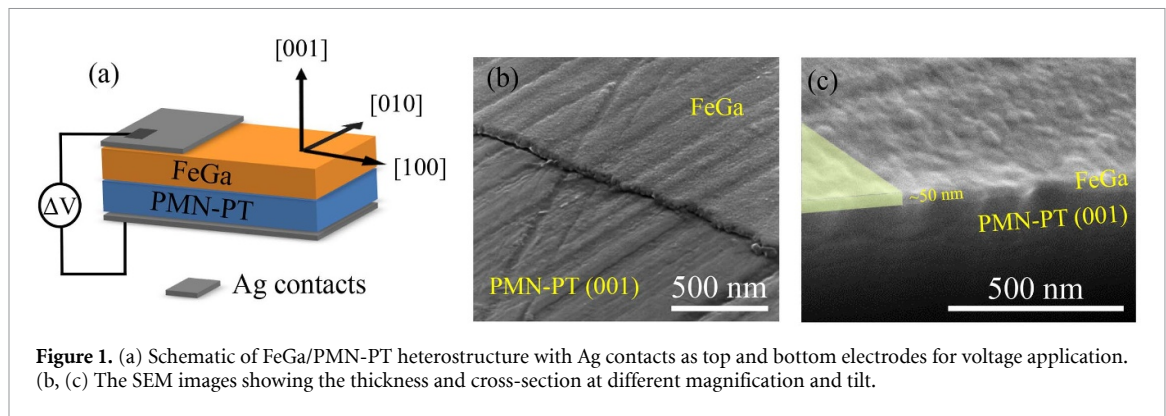 (a)
[001]
[010]
[100]
FeGa
PMN-PT
ΔV
Ag contacts
(b)
FeGa
PMN-PT (001)
500 nm
(c)
~50 nm
FeGa
PMN-PT (001)
500 nm
Figure 1. (a) Schematic of FeGa/PMN-PT heterostructure with Ag contacts as top and bottom electrodes for voltage application.
(b, c) The SEM images showing the thickness and cross-section at different magnification and tilt.